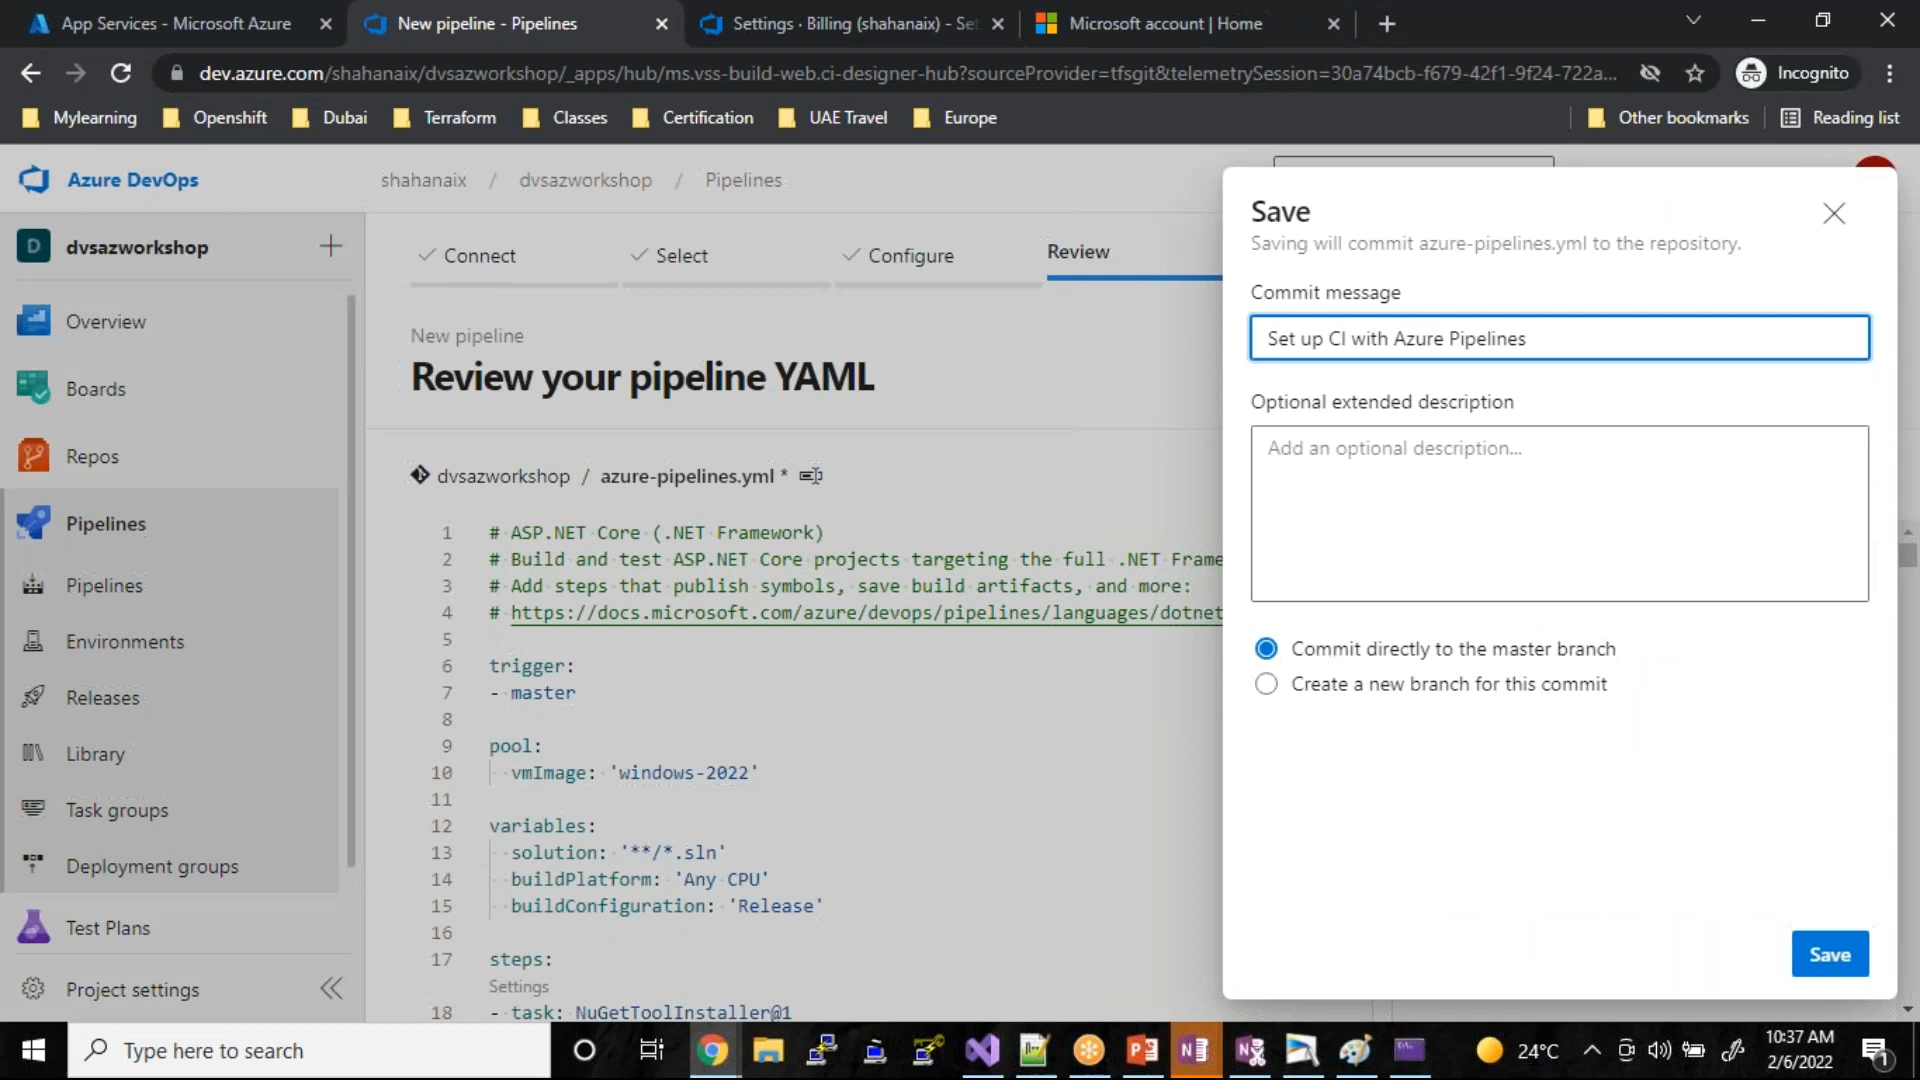 App Services - Microsoft Azure
New pipeline - Pipelines
Settings · Billing (shahanaix) - Set
Microsoft account | Home
dev.azure.com/shahanaix/dvsazworkshop/_apps/hub/ms.vss-build-web.ci-designer-hub?sourceProvider=tfsgit&telemetrySession=30a74bcb-f679-42f1-9f24-722a...
Incognito
Mylearning
Openshift
Dubai
Terraform
Classes
Certification
UAE Travel
Europe
Other bookmarks
Reading list
Azure DevOps
shahanaix / dvsazworkshop / Pipelines
D dvsazworkshop
Overview
Boards
Repos
Pipelines
Pipelines
Environments
Releases
Library
Task groups
Deployment groups
Test Plans
Project settings
Connect
Select
Configure
Review
New pipeline
Review your pipeline YAML
dvsazworkshop / azure-pipelines.yml *
1 # ASP.NET Core (.NET Framework)
2 # Build and test ASP.NET Core projects targeting the full .NET Frame
3 # Add steps that publish symbols, save build artifacts, and more:
4 # https://docs.microsoft.com/azure/devops/pipelines/languages/dotnet
5
6 trigger:
7 - master
8
9 pool:
10 vmImage: 'windows-2022'
11
12 variables:
13 solution: '**/*.sln'
14 buildPlatform: 'Any CPU'
15 buildConfiguration: 'Release'
16
17 steps:
Settings
18 - task: NuGetToolInstaller@1
Save
Saving will commit azure-pipelines.yml to the repository.
Commit message
Set up CI with Azure Pipelines
Optional extended description
Add an optional description...
Commit directly to the master branch
Create a new branch for this commit
Save
Type here to search
24°C
10:37 AM
2/6/2022
1